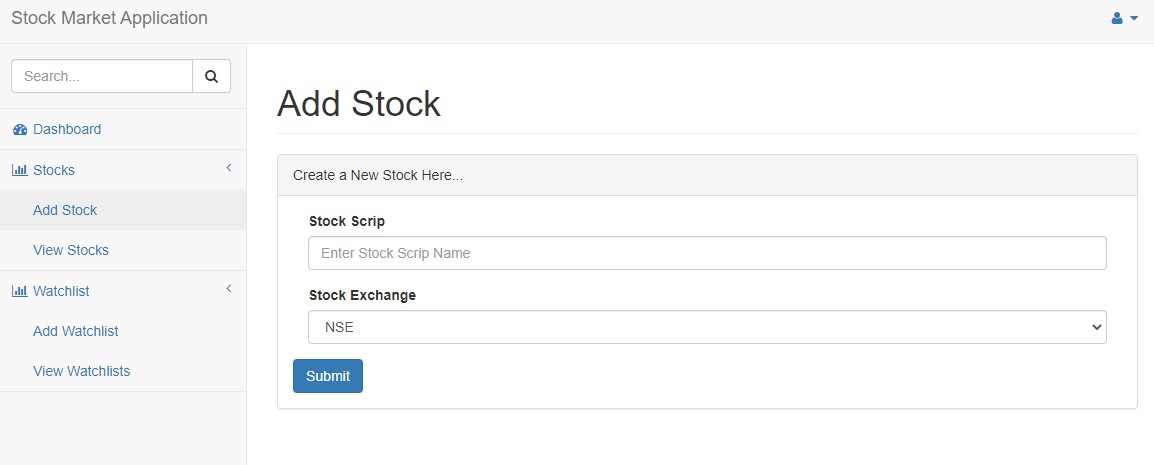 Stock Market Application
Search...
Dashboard
Stocks
Add Stock
View Stocks
Watchlist
Add Watchlist
View Watchlists
Add Stock
Create a New Stock Here...
Stock Scrip
Enter Stock Scrip Name
Stock Exchange
NSE
Submit